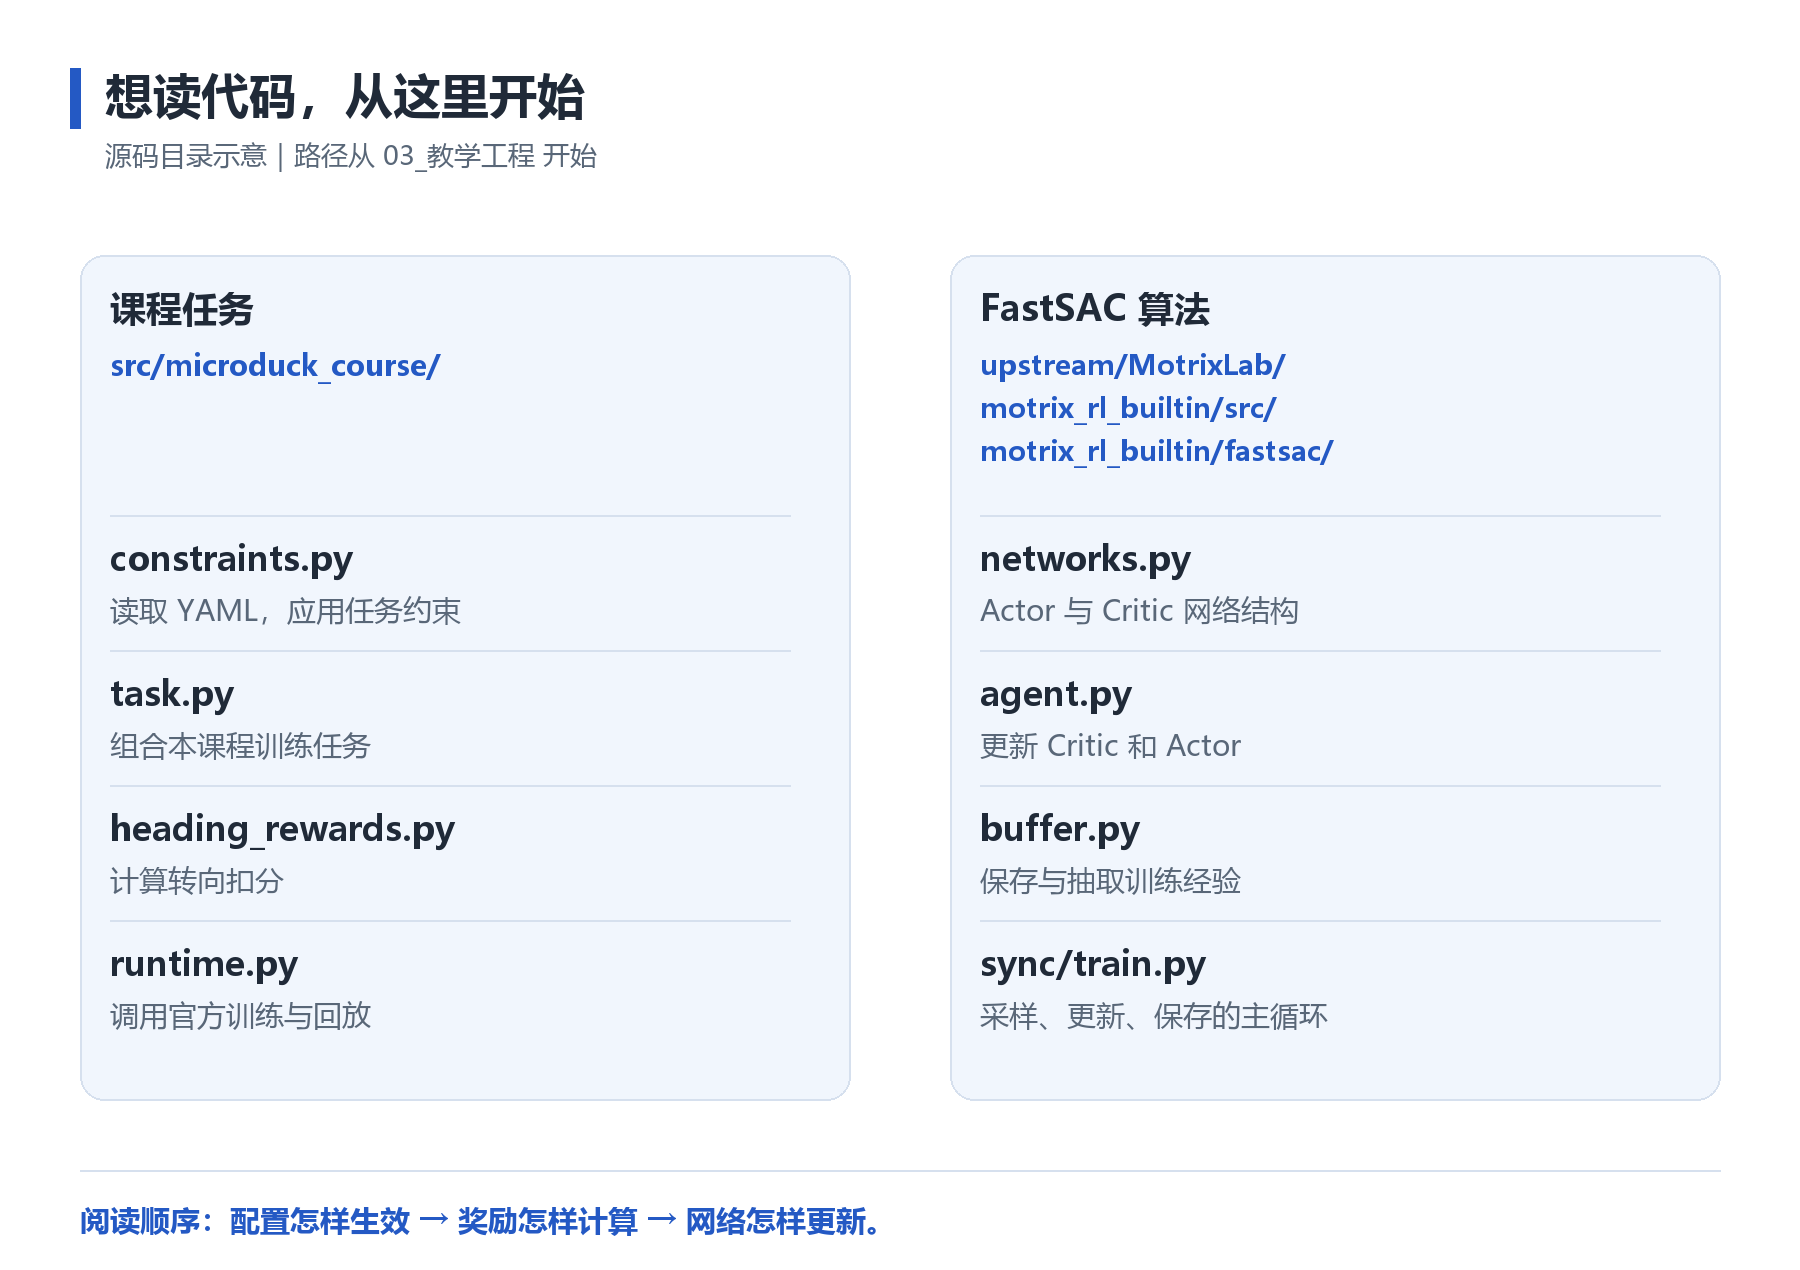 想读代码，从这里开始
源码目录示意 | 路径从 03_教学工程 开始
课程任务
src/microduck_course/
constraints.py
读取 YAML，应用任务约束
task.py
组合本课程训练任务
heading_rewards.py
计算转向扣分
runtime.py
调用官方训练与回放
FastSAC 算法
upstream/MotrixLab/
motrix_rl_builtin/src/
motrix_rl_builtin/fastsac/
networks.py
Actor 与 Critic 网络结构
agent.py
更新 Critic 和 Actor
buffer.py
保存与抽取训练经验
sync/train.py
采样、更新、保存的主循环
阅读顺序：配置怎样生效 → 奖励怎样计算 → 网络怎样更新。